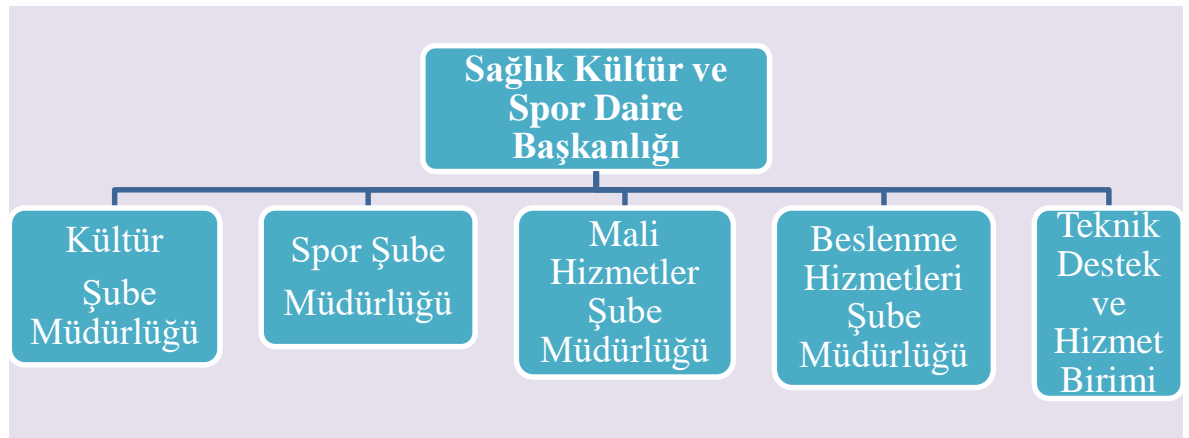 Sağlık Kültür ve
Spor Daire
Başkanlığı
Kültür
Şube
Müdürlüğü
Spor Şube
Müdürlüğü
Mali
Hizmetler
Şube
Müdürlüğü
Beslenme
Hizmetleri
Şube
Müdürlüğü
Teknik
Destek
ve
Hizmet
Birimi